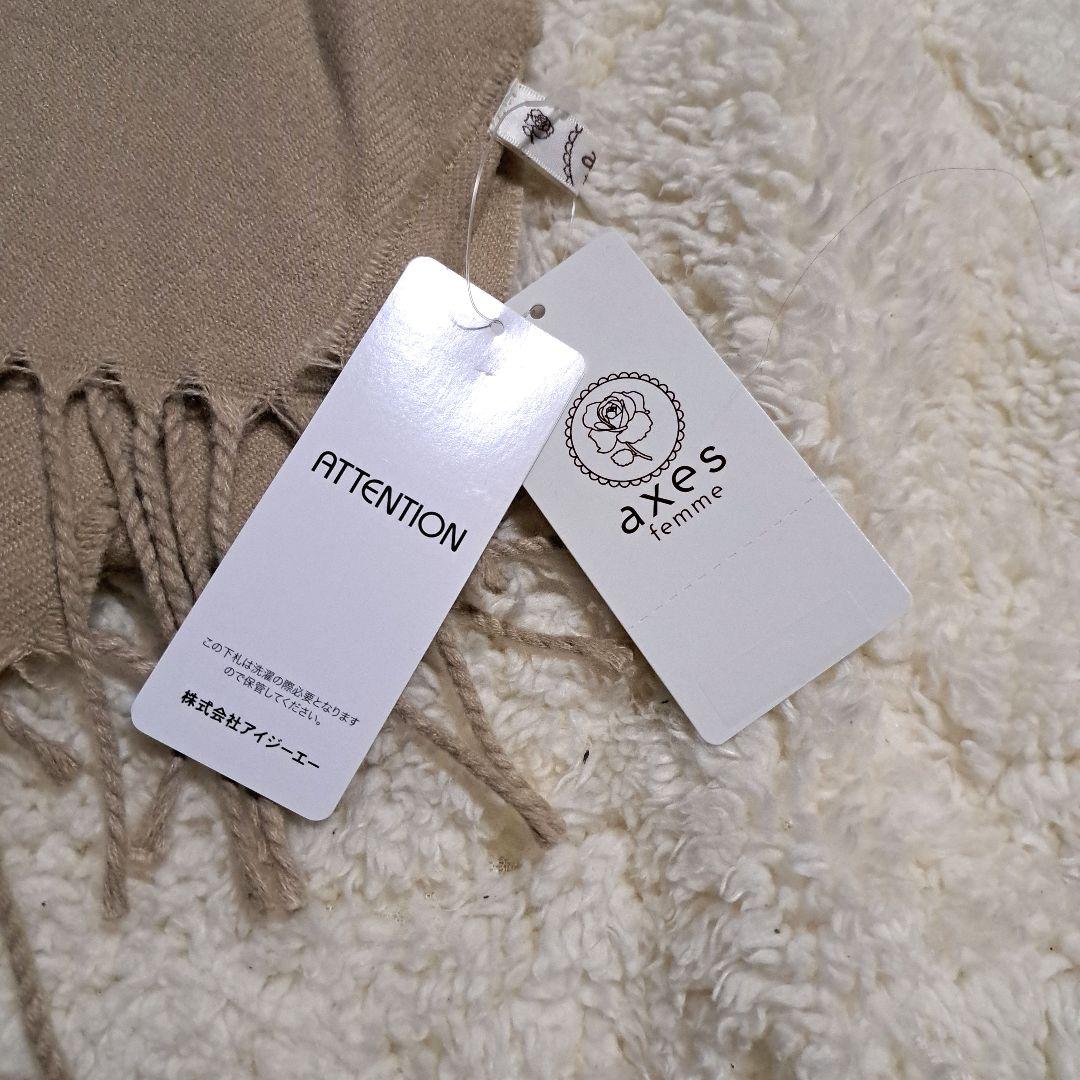 ATTENTION
この下札は洗濯の際必要となります
ので保管してください。
株式会社アイジーエー
axes
femme
a